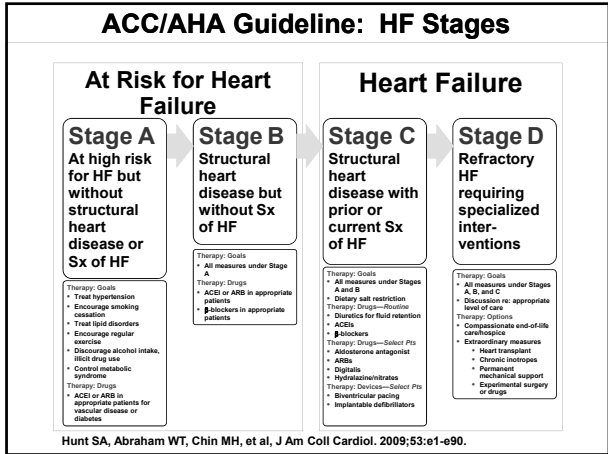 ACC/AHA Guideline: HF Stages
At Risk for Heart
Failure
Heart Failure
Stage A
At high risk
for HF but
without
structural
heart
disease or
Sx of HF
Therapy: Goals
• Treat hypertension
• Encourage smoking
cessation
• Treat lipid disorders
• Encourage regular
exercise
• Discourage alcohol intake,
illicit drug use
• Control metabolic
syndrome
Therapy: Drugs
• ACEI or ARB in
appropriate patients for
vascular disease or
diabetes
Stage B
Structural
heart
disease but
without Sx
of HF
Therapy: Goals
• All measures under Stage
A
Therapy: Drugs
• ACEI or ARB in appropriate
patients
• β-blockers in appropriate
patients
Stage C
Structural
heart
disease with
prior or
current Sx
of HF
Therapy: Goals
• All measures under Stages
A and B
• Dietary salt restriction
Therapy: Drugs—Routine
• Diuretics for fluid retention
• ACEIs
• β-blockers
Therapy: Drugs—Select Pts
• Aldosterone antagonist
• ARBs
• Digitalis
• Hydralazine/nitrates
Therapy: Devices—Select Pts
• Biventricular pacing
• Implantable defibrillators
Stage D
Refractory
HF
requiring
specialized
inter-
ventions
Therapy: Goals
• All measures under Stages
A, B, and C
• Discussion re: appropriate
level of care
Therapy: Options
• Compassionate end-of-life
care/hospice
• Extraordinary measures
• Heart transplant
• Chronic inotropes
• Permanent
mechanical support
• Experimental surgery
or drugs
Hunt SA, Abraham WT, Chin MH, et al, J Am Coll Cardiol. 2009;53:e1-e90.